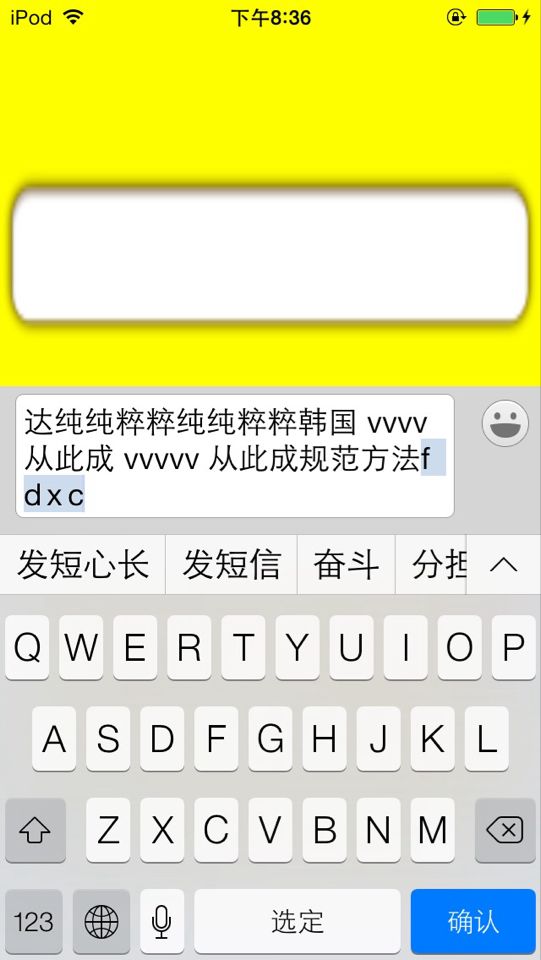 iPod 下午8:36
达纯纯粹粹纯纯粹粹韩国 vvvv
从此成 vvvvv 从此成规范方法f
d x c
发短心长 发短信 奋斗 分担
Q W E R T Y U I O P
A S D F G H J K L
Z X C V B N M
123 选定 确认